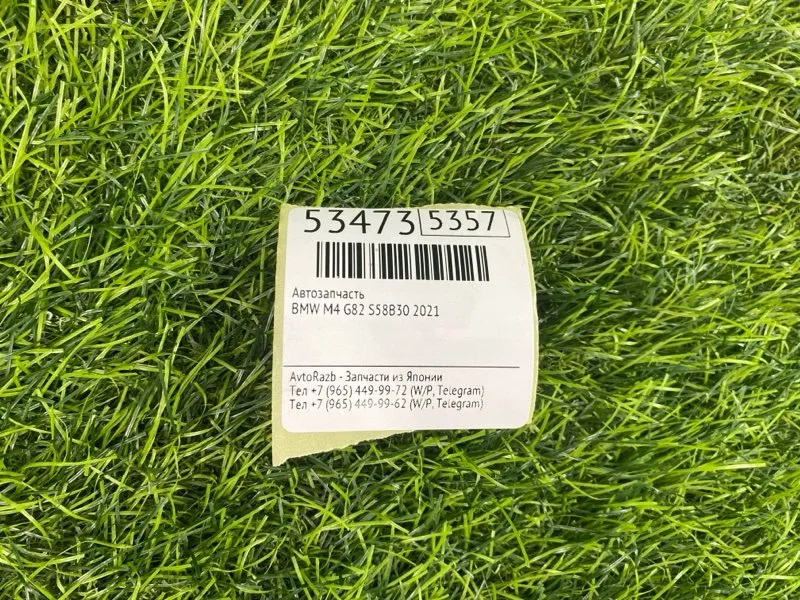 53473 5357
Автозапчасть
BMW M4 G82 S58B30 2021
AvtoRazb - Запчасти из Японии
Тел +7 (965) 449-99-72 (W/P, Telegram)
Тел +7 (965) 449-99-62 (W/P, Telegram)